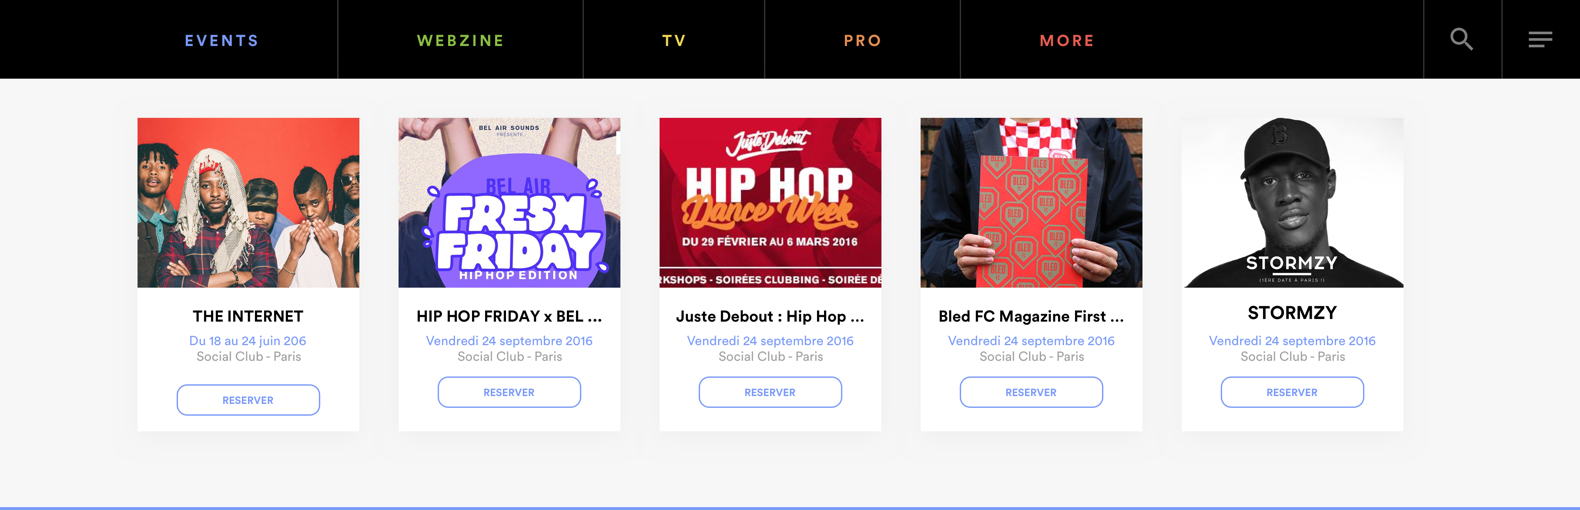 EVENTS
WEBZINE
TV
PRO
MORE
BEL AIR SOUNDS
PRÉSENTE
BEL AIR
FRESH
FRIDAY
HIPHOP EDITION
Juste Debout
HIP HOP
Dance Week
DU 29 FÉVRIER AU 6 MARS 2016
KSHOPS - SOIRÉES CLUBBING - SOIRÉE DE
BLED
STORMZY
(1ÈRE DATE A PARIS !)
THE INTERNET
Du 18 au 24 juin 206
Social Club - Paris
RESERVER
HIP HOP FRIDAY x BEL ...
Vendredi 24 septembre 2016
Social Club - Paris
RESERVER
Juste Debout : Hip Hop ...
Vendredi 24 septembre 2016
Social Club - Paris
RESERVER
Bled FC Magazine First ...
Vendredi 24 septembre 2016
Social Club - Paris
RESERVER
STORMZY
Vendredi 24 septembre 2016
Social Club - Paris
RESERVER